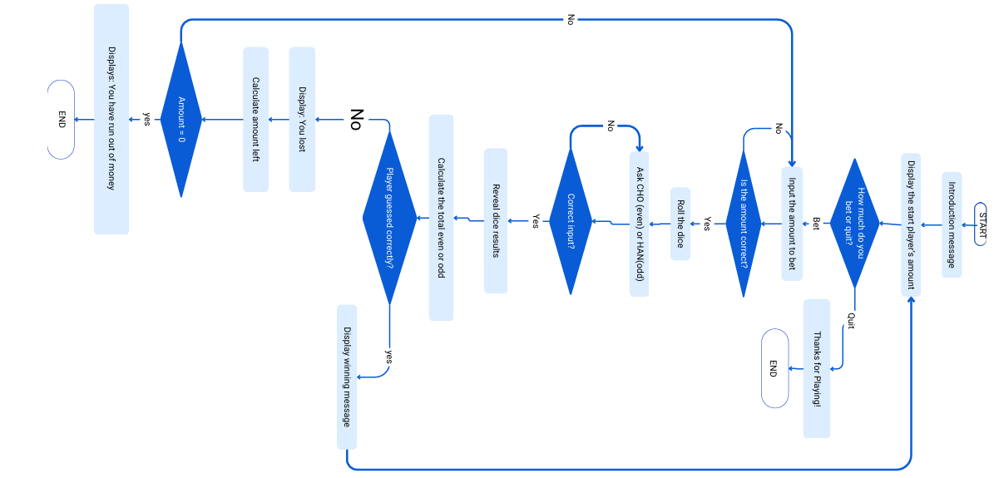 START
Introduction message
Display the start player's amount
How much do you
bet or quit?
Quit
Thanks for Playing!
END
Bet
Input the amount to bet
Is the amount correct?
No
Yes
Roll the dice
Ask CHO (even) or HAN(odd)
Correct input?
No
Yes
Reveal dice results
Calculate the total even or odd
Player guessed correctly?
yes
Display winning message
No
Display: You lost
Calculate amount left
Amount = 0
No
yes
Displays: You have run out of money
END